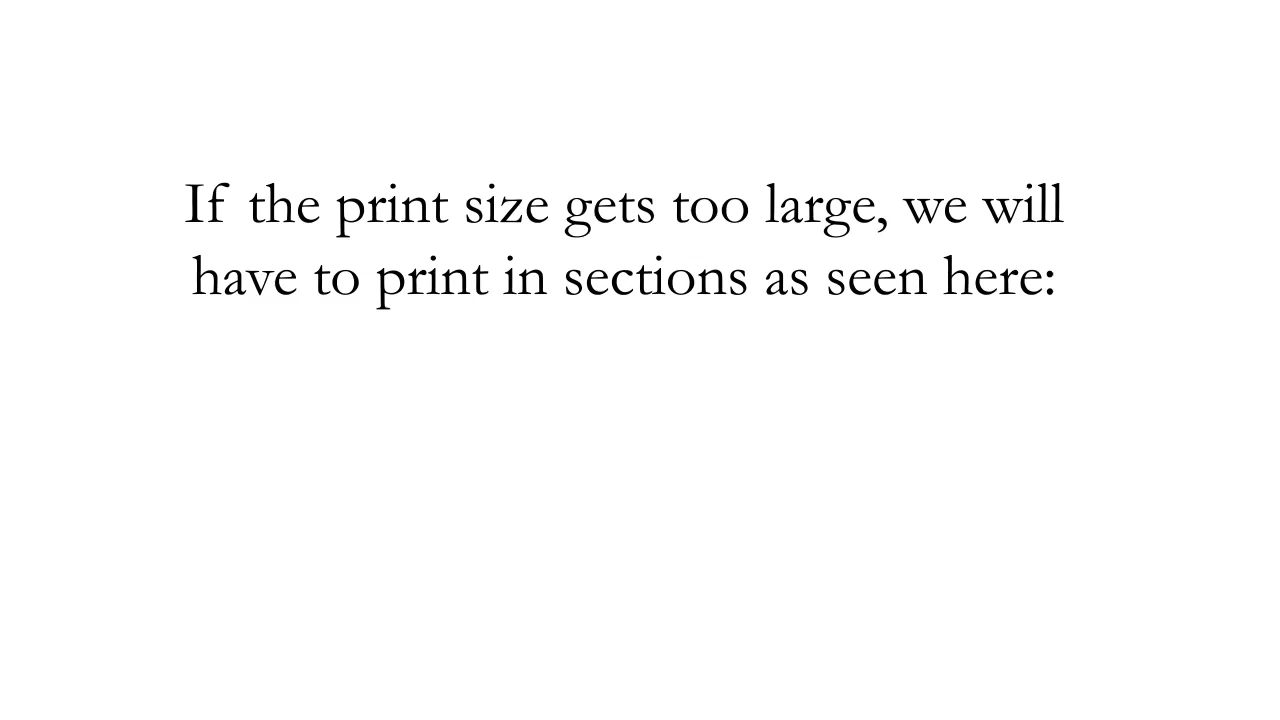 If the print size gets too large, we will
have to print in sections as seen here: